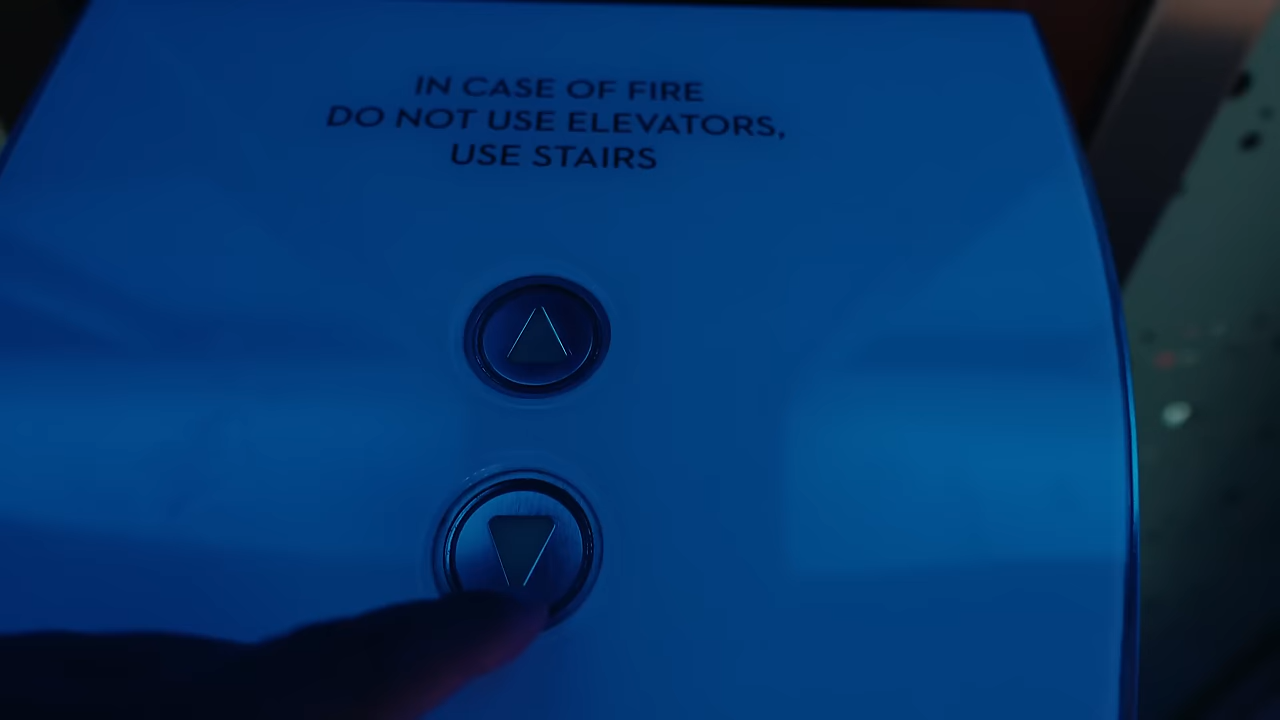 IN CASE OF FIRE
DO NOT USE ELEVATORS,
USE STAIRS